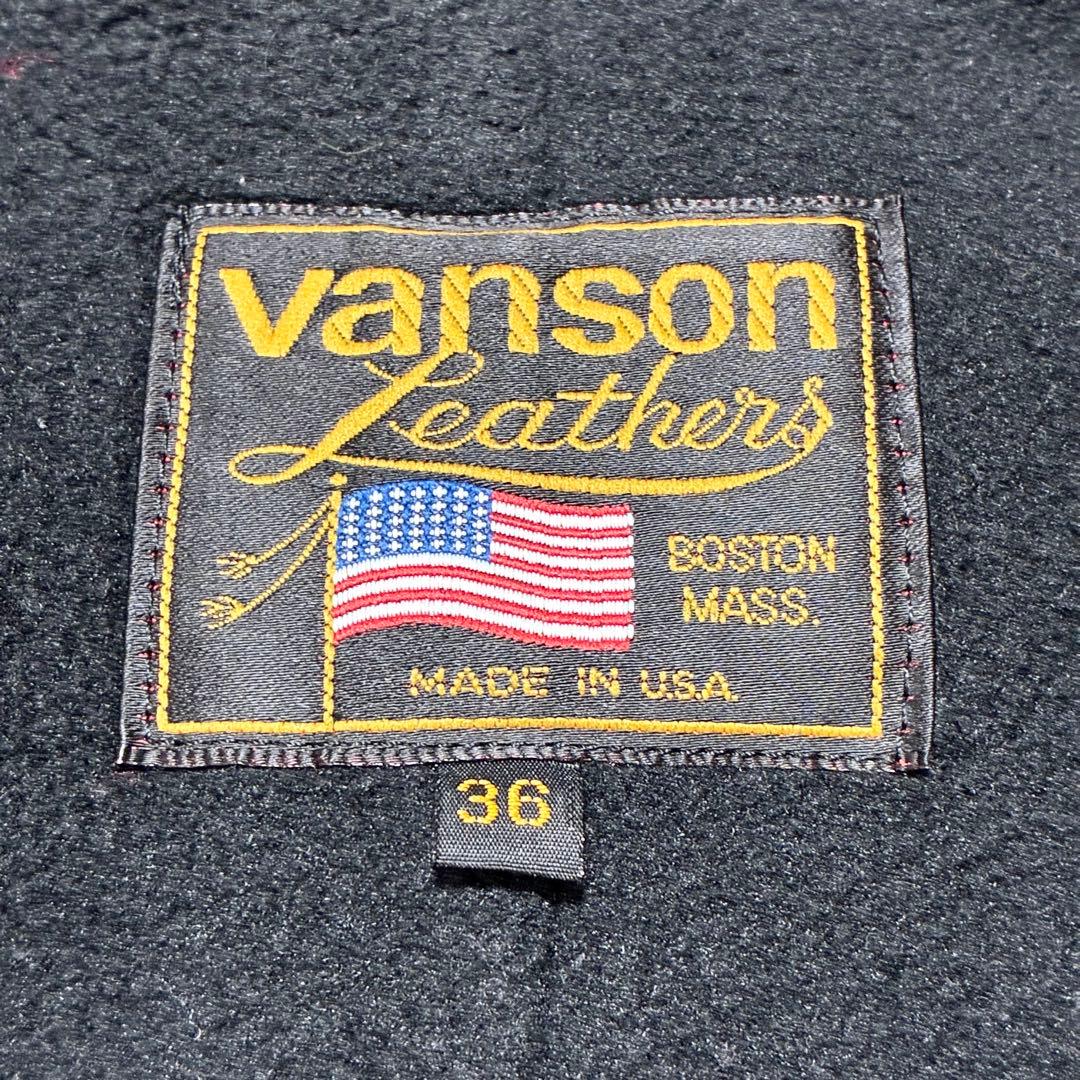 vanson
Leathers
BOSTON
MASS.
MADE IN U.S.A.
36